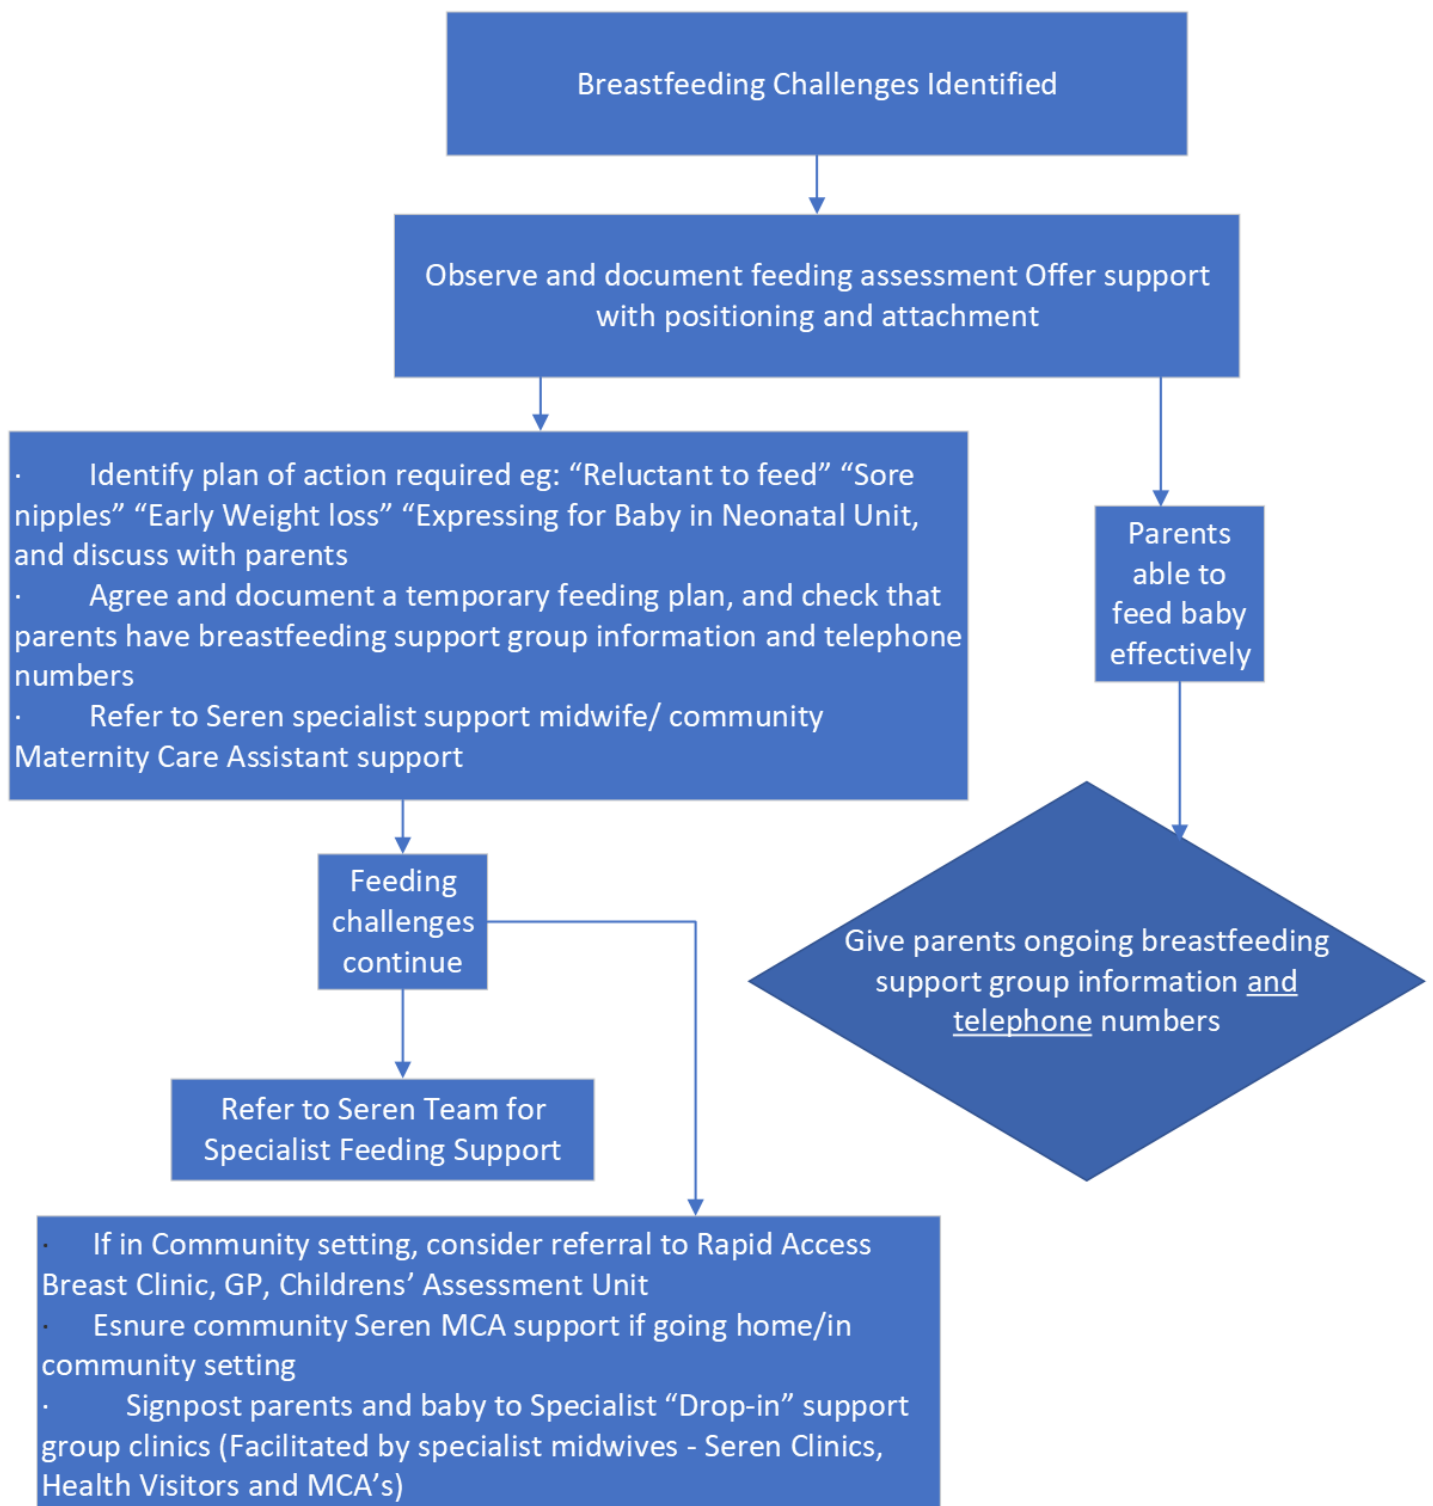 Breastfeeding Challenges Identified
Observe and document feeding assessment Offer support
with positioning and attachment
· Identify plan of action required eg: “Reluctant to feed” “Sore
nipples” “Early Weight loss” “Expressing for Baby in Neonatal Unit,
and discuss with parents
· Agree and document a temporary feeding plan, and check that
parents have breastfeeding support group information and telephone
numbers
· Refer to Seren specialist support midwife/ community
Maternity Care Assistant support
Parents
able to
feed baby
effectively
Feeding
challenges
continue
Give parents ongoing breastfeeding
support group information and
telephone numbers
Refer to Seren Team for
Specialist Feeding Support
· If in Community setting, consider referral to Rapid Access
Breast Clinic, GP, Childrens’ Assessment Unit
· Esnure community Seren MCA support if going home/in
community setting
· Signpost parents and baby to Specialist “Drop-in” support
group clinics (Facilitated by specialist midwives - Seren Clinics,
Health Visitors and MCA’s)